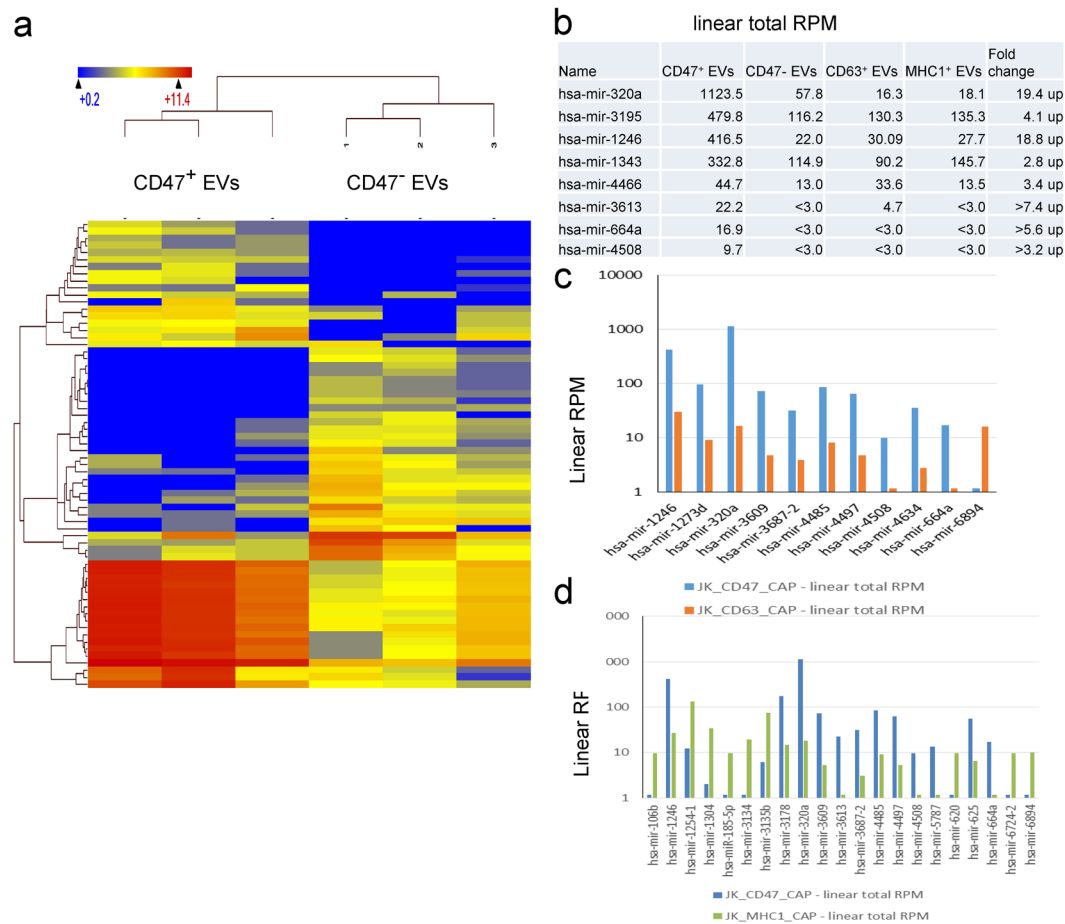 a
+0.2
+11.4
1
2
3
CD47+ EVs
CD47- EVs
b
linear total RPM
Name CD47+ EVs CD47- EVs CD63+ EVs MHC1+ EVs Fold change
hsa-mir-320a 1123.5 57.8 16.3 18.1 19.4 up
hsa-mir-3195 479.8 116.2 130.3 135.3 4.1 up
hsa-mir-1246 416.5 22.0 30.09 27.7 18.8 up
hsa-mir-1343 332.8 114.9 90.2 145.7 2.8 up
hsa-mir-4466 44.7 13.0 33.6 13.5 3.4 up
hsa-mir-3613 22.2 <3.0 4.7 <3.0 >7.4 up
hsa-mir-664a 16.9 <3.0 <3.0 <3.0 >5.6 up
hsa-mir-4508 9.7 <3.0 <3.0 <3.0 >3.2 up
c
Linear RPM
10000
1000
100
10
1
hsa-mir-1246
hsa-mir-1273d
hsa-mir-320a
hsa-mir-3609
hsa-mir-3687-2
hsa-mir-4485
hsa-mir-4497
hsa-mir-4508
hsa-mir-4634
hsa-mir-664a
hsa-mir-6894
JK_CD47_CAP - linear total RPM
JK_CD63_CAP - linear total RPM
d
Linear RF
000
000
100
10
1
hsa-mir-106b
hsa-mir-1246
hsa-mir-1254-1
hsa-mir-1304
hsa-miR-185-5p
hsa-mir-3134
hsa-mir-3135b
hsa-mir-3178
hsa-mir-320a
hsa-mir-3609
hsa-mir-3613
hsa-mir-3687-2
hsa-mir-4485
hsa-mir-4497
hsa-mir-4508
hsa-mir-5787
hsa-mir-620
hsa-mir-625
hsa-mir-664a
hsa-mir-6724-2
hsa-mir-6894
JK_CD47_CAP - linear total RPM
JK_MHC1_CAP - linear total RPM